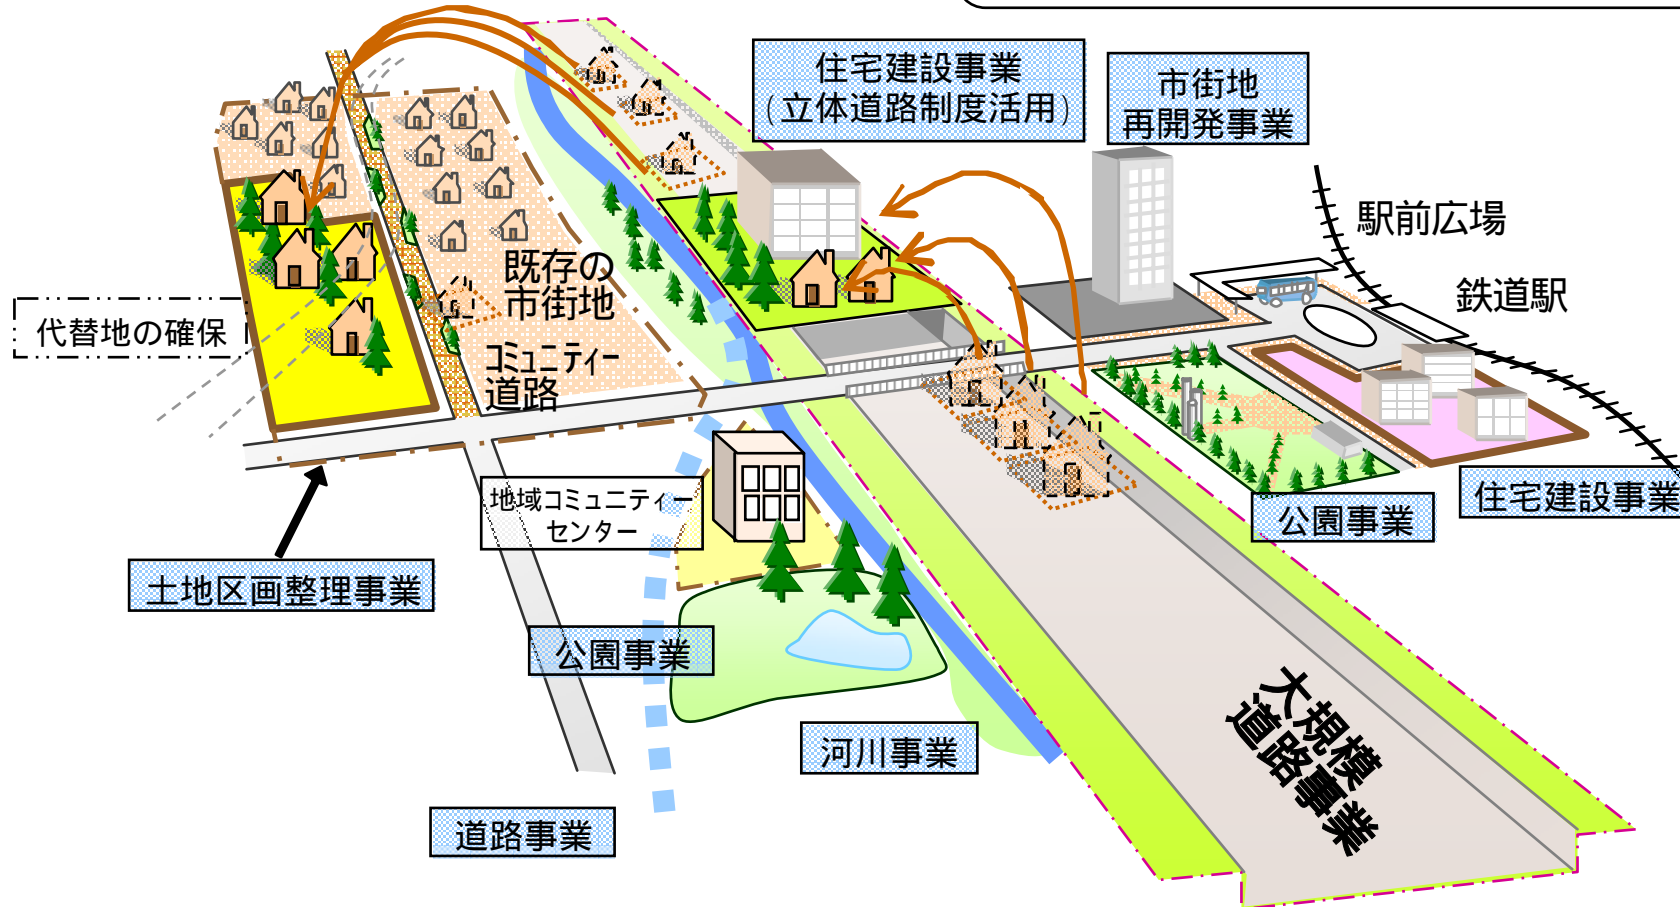 住宅建設事業
(立体道路制度活用)
市街地
再開発事業
駅前広場
鉄道駅
既存の
市街地
代替地の確保
コミュニティー
道路
住宅建設事業
公園事業
地域コミュニティー
センター
土地区画整理事業
公園事業
大規模
道路事業
河川事業
道路事業